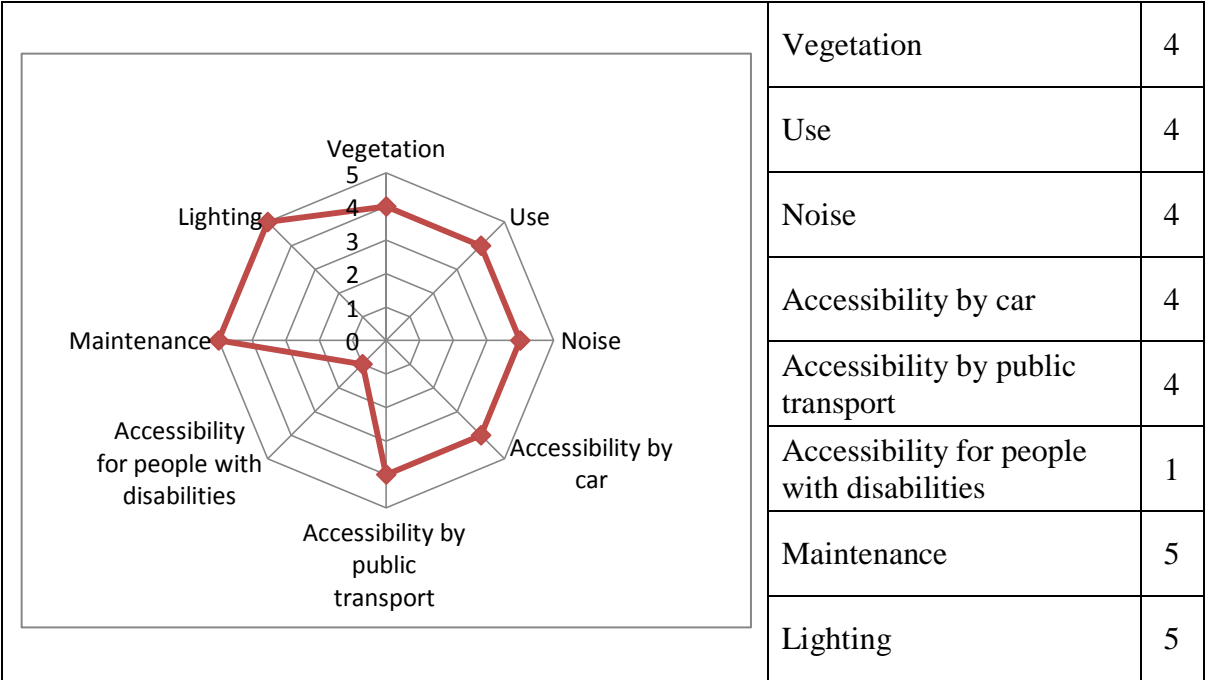 Vegetation
5
4
3
2
1
0
Use
Noise
Accessibility by
car
Accessibility by
public
transport
Accessibility
for people with
disabilities
Maintenance
Lighting
Vegetation 4
Use 4
Noise 4
Accessibility by car 4
Accessibility by public
transport 4
Accessibility for people
with disabilities 1
Maintenance 5
Lighting 5